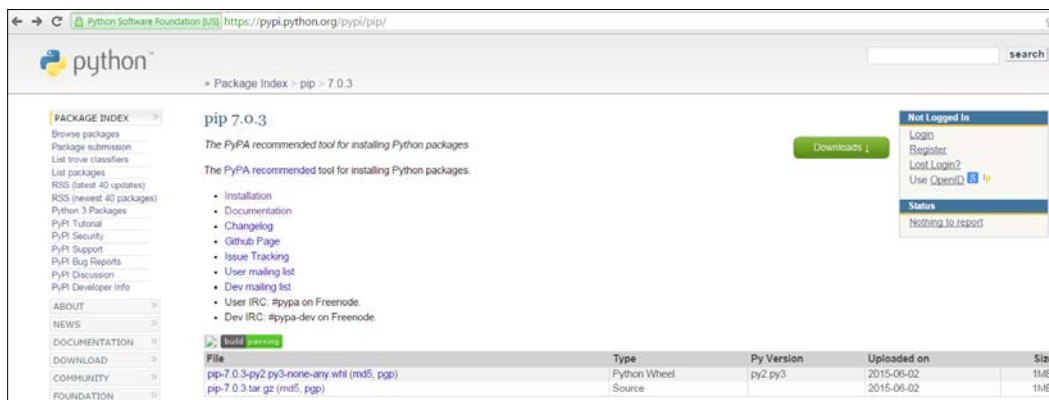 Python Software Foundation [US] https://pypi.python.org/pypi/pip/
python™
search
» Package Index > pip > 7.0.3
PACKAGE INDEX »
Browse packages
Package submission
List trove classifiers
List packages
RSS (latest 40 updates)
RSS (newest 40 packages)
Python 3 Packages
PyPI Tutorial
PyPI Security
PyPI Support
PyPI Bug Reports
PyPI Discussion
PyPI Developer Info
ABOUT »
NEWS »
DOCUMENTATION »
DOWNLOAD »
COMMUNITY »
FOUNDATION »
pip 7.0.3
The PyPA recommended tool for installing Python packages.
Downloads ↓
The PyPA recommended tool for installing Python packages.
• Installation
• Documentation
• Changelog
• Github Page
• Issue Tracking
• User mailing list
• Dev mailing list
• User IRC: #pypa on Freenode.
• Dev IRC: #pypa-dev on Freenode.
build passing
File Type Py Version Uploaded on Size
pip-7.0.3-py2.py3-none-any.whl (md5, pgp) Python Wheel py2.py3 2015-06-02 1MB
pip-7.0.3.tar.gz (md5, pgp) Source 2015-06-02 1MB
Not Logged In
Login
Register
Lost Login?
Use OpenID
Status
Nothing to report